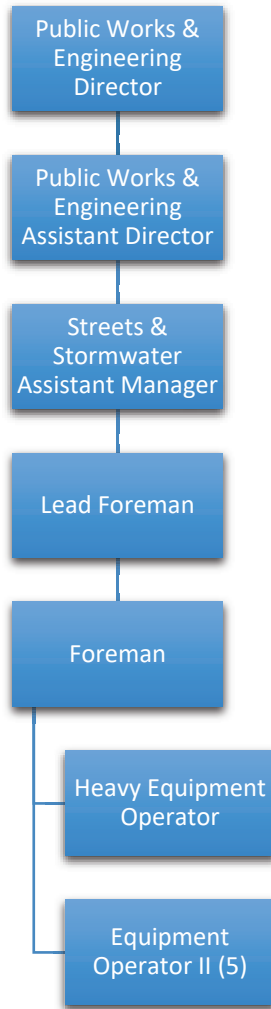 Public Works &
Engineering
Director
Public Works &
Engineering
Assistant Director
Streets &
Stormwater
Assistant Manager
Lead Foreman
Foreman
Heavy Equipment
Operator
Equipment
Operator II (5)